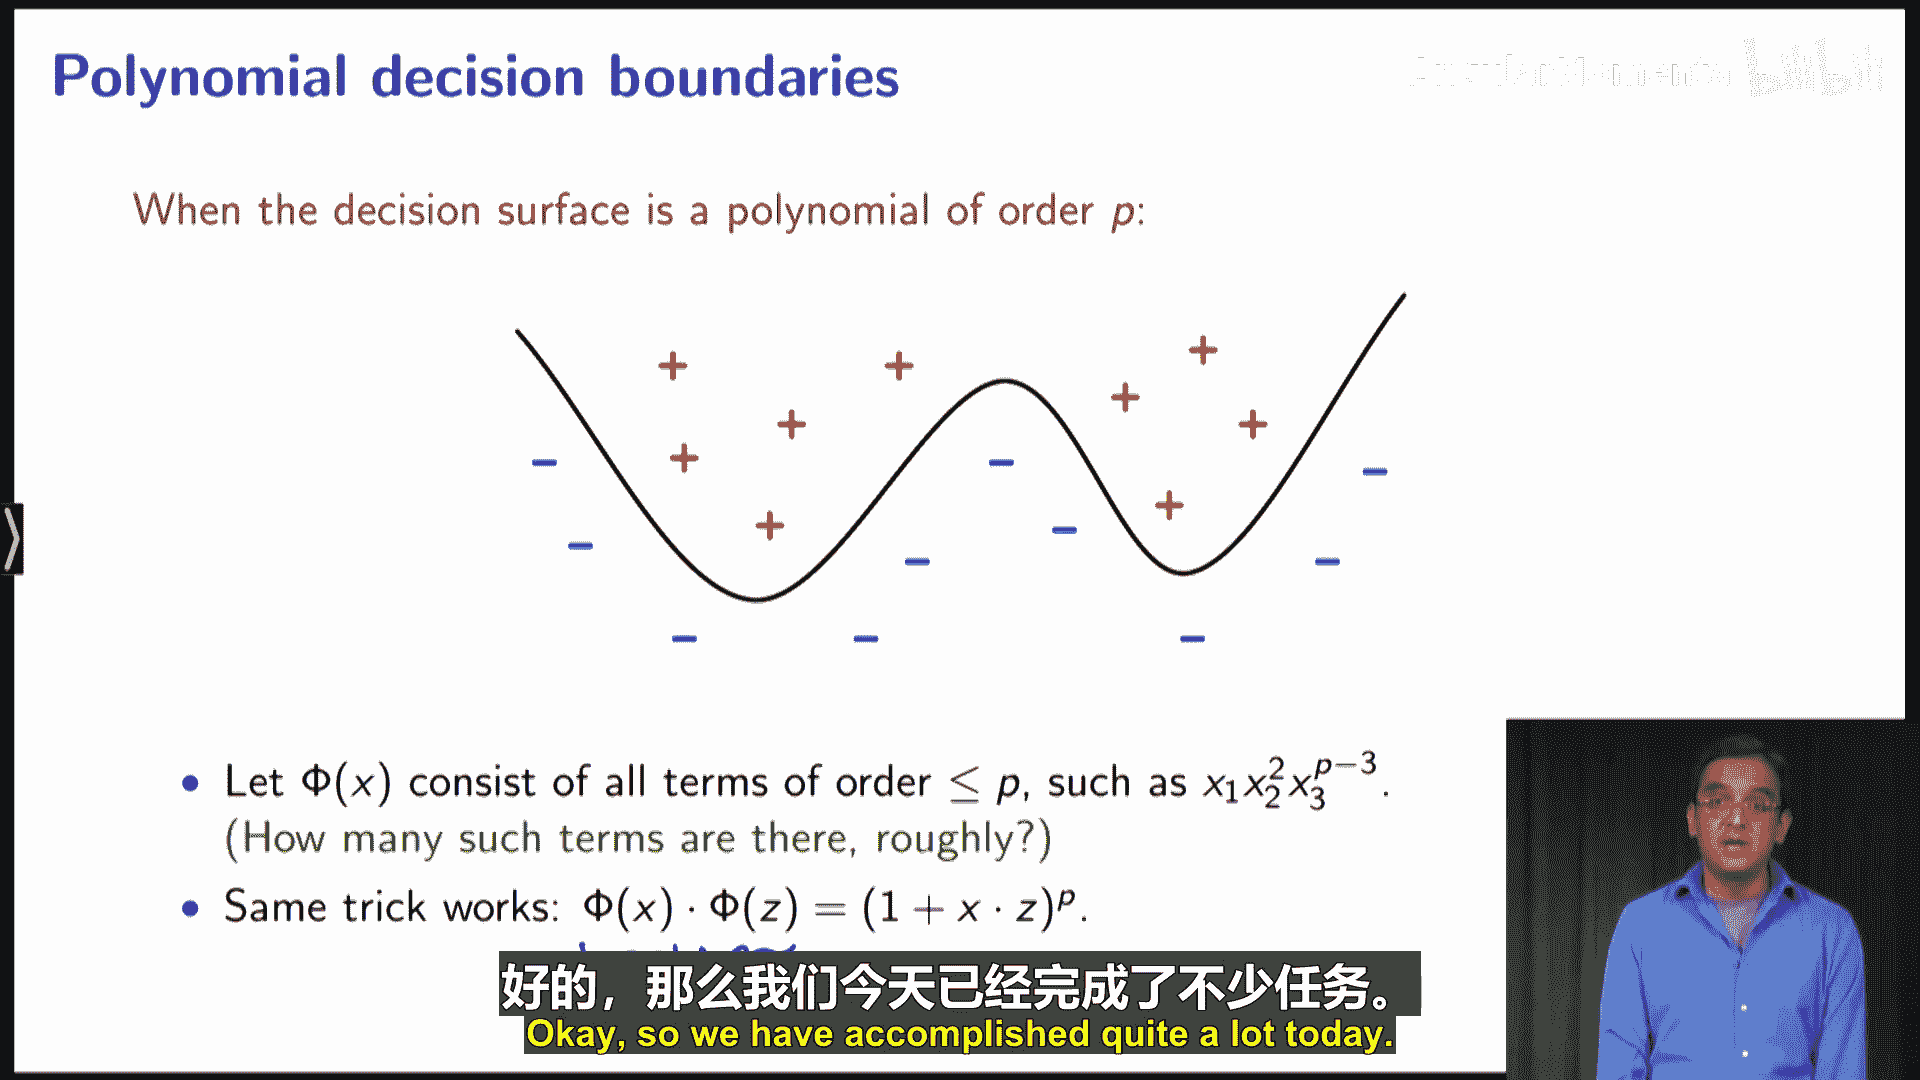 Polynomial decision boundaries
When the decision surface is a polynomial of order p:
• Let Φ(x) consist of all terms of order ≤ p, such as x₁x₂²x₃ᵖ⁻³.
(How many such terms are there, roughly?)
• Same trick works: Φ(x) · Φ(z) = (1 + x · z)ᵖ.
好的，那么我们今天已经完成了不少任务。
Okay, so we have accomplished quite a lot today.